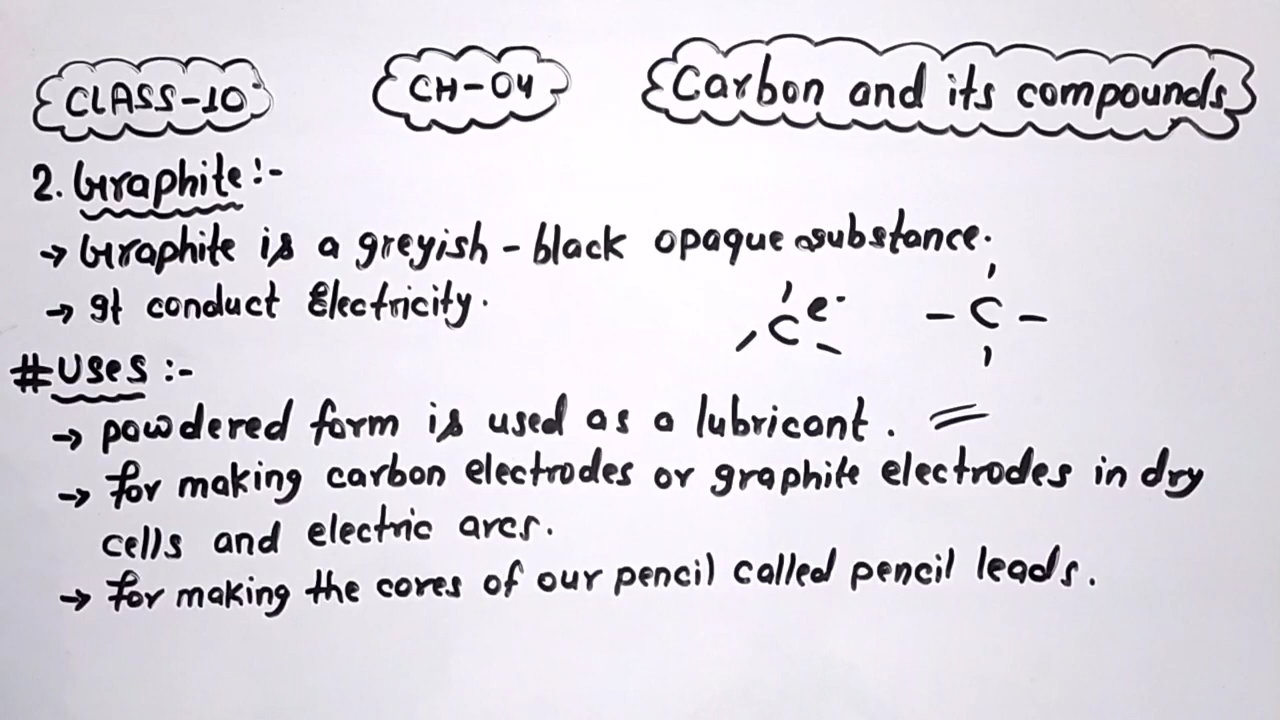 CLASS-10 CH-04 Carbon and its compounds
2. Graphite :-
→ Graphite is a greyish - black opaque substance.
→ It conduct Electricity.
C e-
- C -
# Uses :-
→ powdered form is used as a lubricant.
→ for making carbon electrodes or graphite electrodes in dry
cells and electric arcs.
→ for making the cores of our pencil called pencil leads.